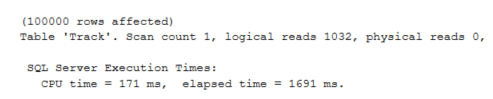 (100000 rows affected)
Table 'Track'. Scan count 1, logical reads 1032, physical reads 0,
SQL Server Execution Times:
CPU time = 171 ms,  elapsed time = 1691 ms.